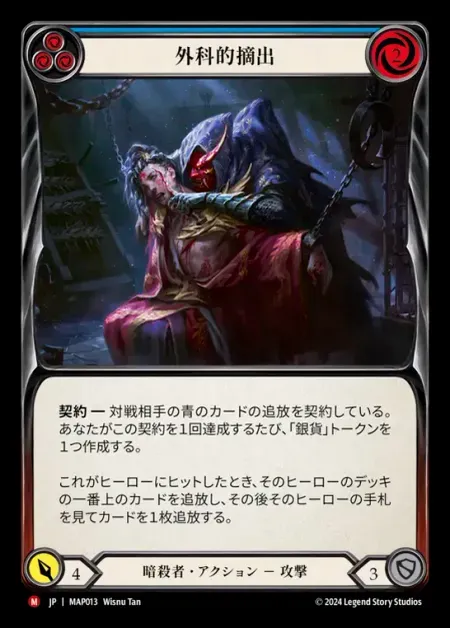 外科的摘出
2
契約 ― 対戦相手の青のカードの追放を契約している。
あなたがこの契約を1回達成するたび、「銀貨」トークンを
1つ作成する。
これがヒーローにヒットしたとき、そのヒーローのデッキ
の一番上のカードを追放し、その後そのヒーローの手札
を見てカードを1枚追放する。
4
暗殺者・アクション ― 攻撃
3
M JP | MAP013 Wisnu Tan
© 2024 Legend Story Studios